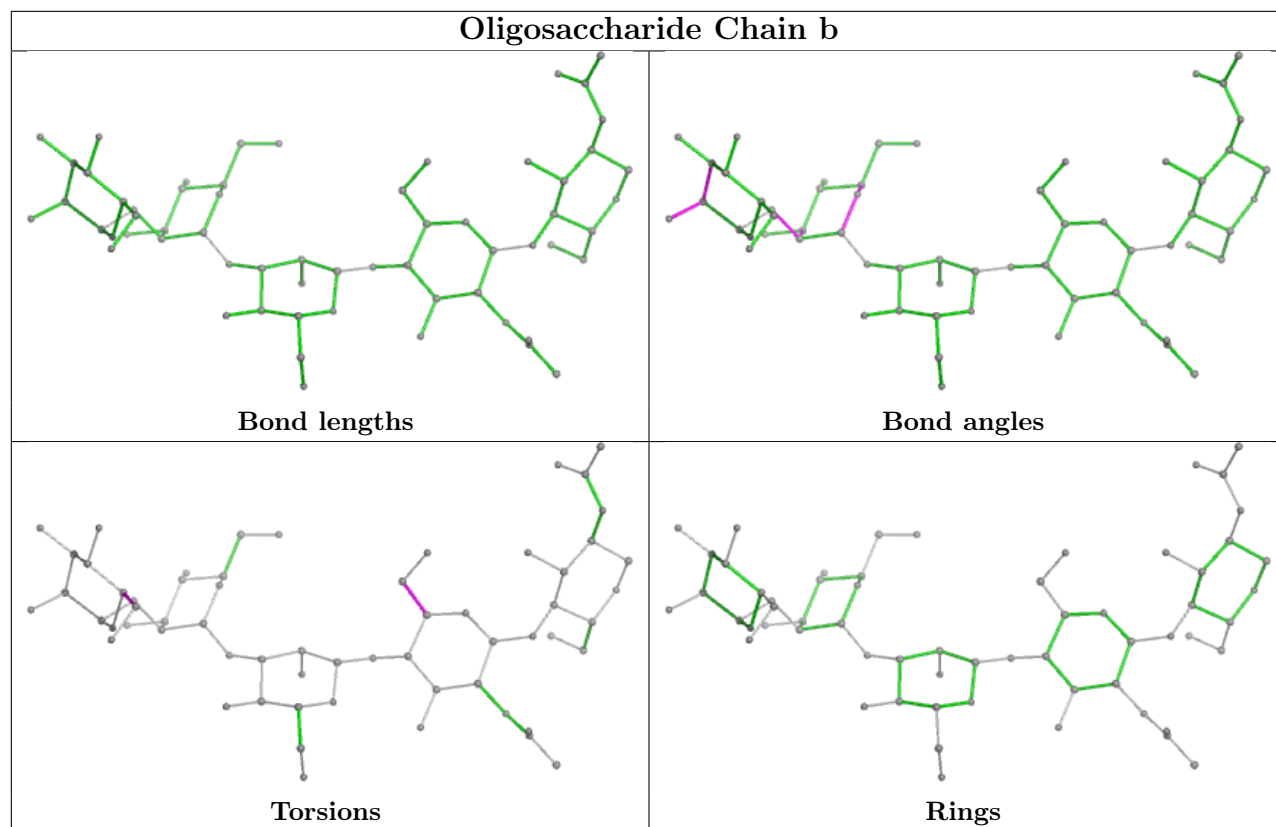 Oligosaccharide Chain b
Bond lengths
Bond angles
Torsions
Rings